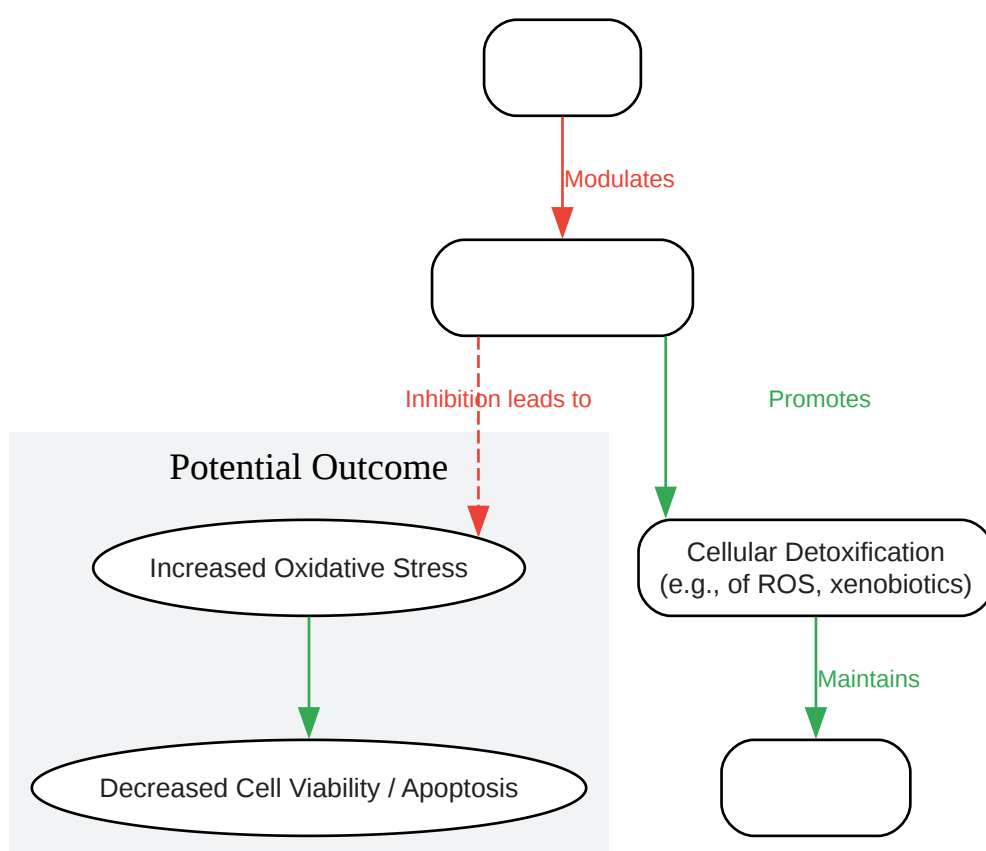 Modulates
Inhibition leads to
Promotes
Potential Outcome
Increased Oxidative Stress
Cellular Detoxification
(e.g., of ROS, xenobiotics)
Maintains
Decreased Cell Viability / Apoptosis